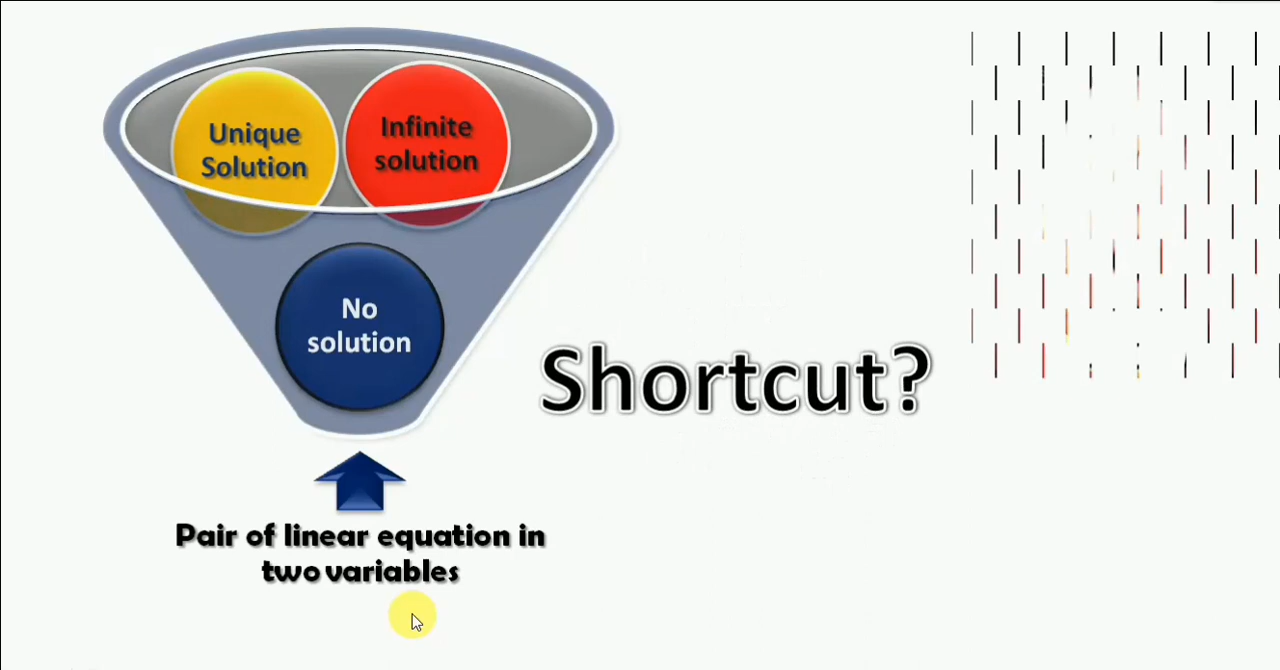 Unique
Solution
Infinite
solution
No
solution
Shortcut?
Pair of linear equation in
two variables